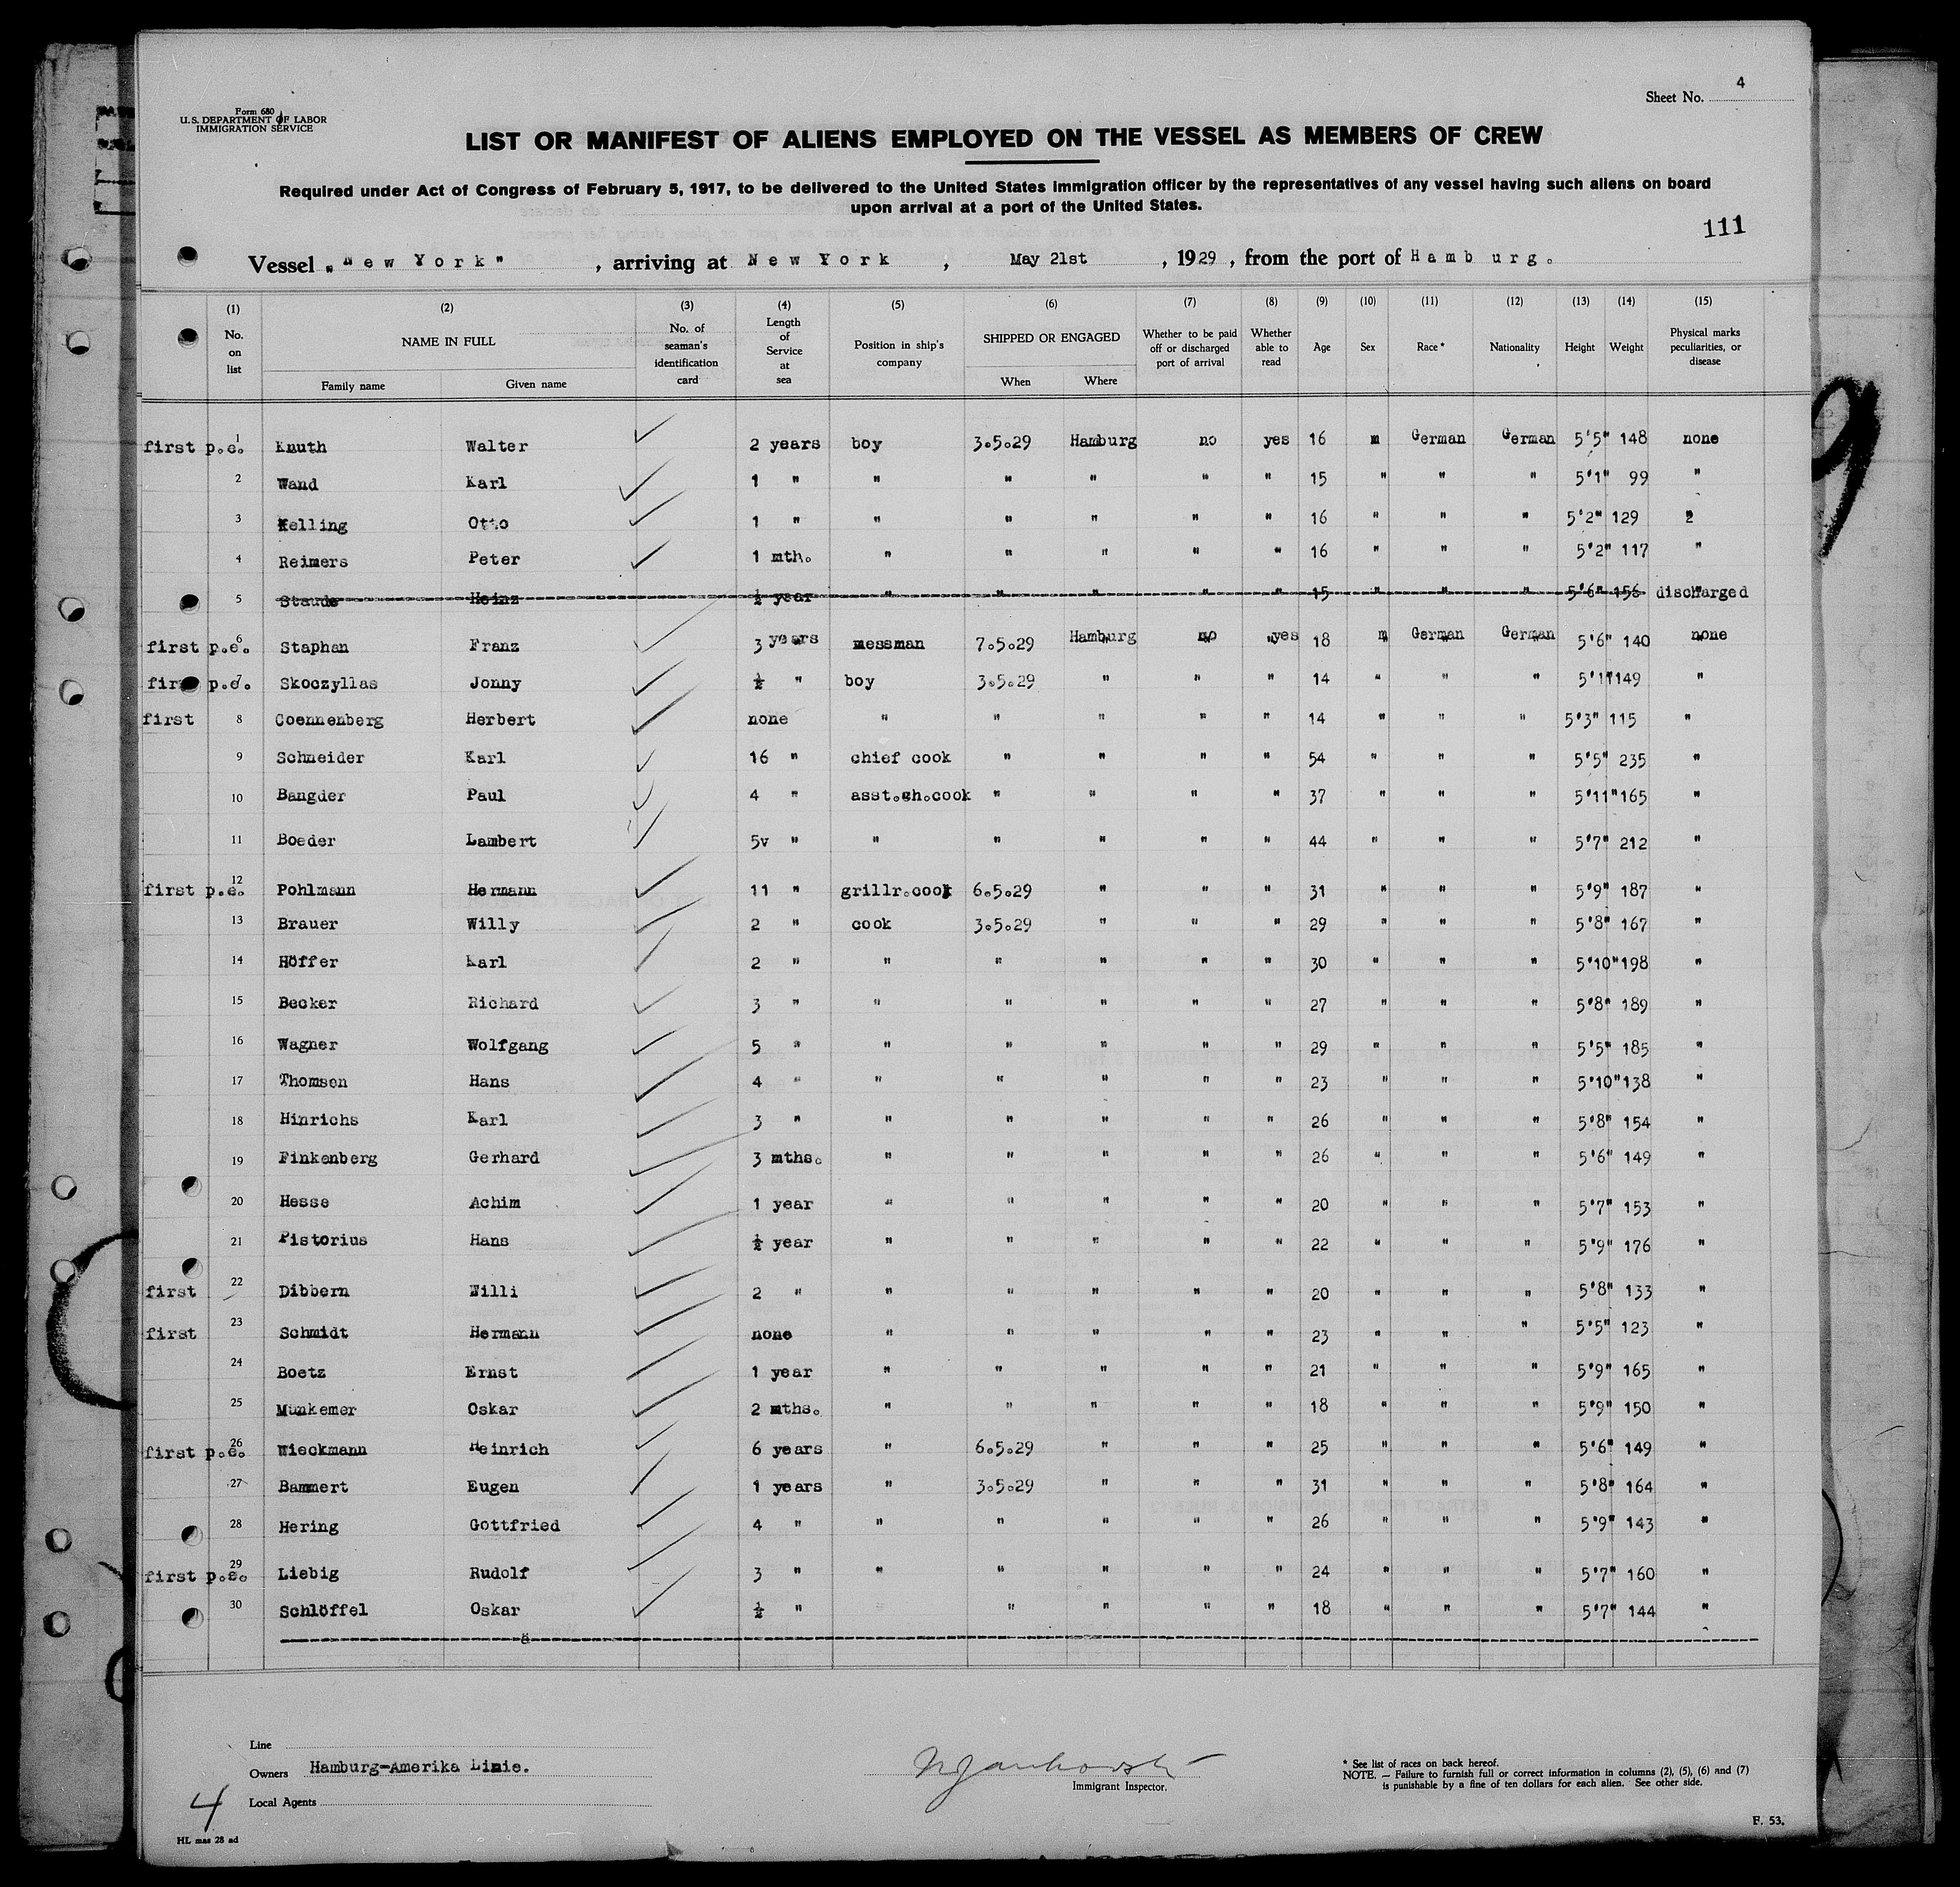 Form 680
U.S. DEPARTMENT OF LABOR
IMMIGRATION SERVICE
Sheet No. 4
LIST OR MANIFEST OF ALIENS EMPLOYED ON THE VESSEL AS MEMBERS OF CREW
Required under Act of Congress of February 5, 1917, to be delivered to the United States immigration officer by the representatives of any vessel having such aliens on board
upon arrival at a port of the United States.
111
Vessel „New York", arriving at New York, May 21st, 1929, from the port of Hamburg.
(1) (2) (3) (4) (5) (6) (7) (8) (9) (10) (11) (12) (13) (14) (15)
No. on list NAME IN FULL Family name Given name No. of seaman's identification card Length of Service at sea Position in ship's company SHIPPED OR ENGAGED When Where Whether to be paid off or discharged port of arrival Whether able to read Age Sex Race* Nationality Height Weight Physical marks peculiarities, or disease
first p.e. 1 Knuth Walter 2 years boy 3.5.29 Hamburg no yes 16 m German German 5'5" 148 none
2 Wand Karl 1 " " " " " " 15 " " " 5'1" 99 "
3 Kelling Otto 1 " " " " " " 16 " " " 5'2" 129 2
4 Reimers Peter 1 mth. " " " " " 16 " " " 5'2" 117 "
5 Staude Heinz ½ year " " " " " 15 " " " 5'6" 156 discharged
first p.e. 6 Staphan Franz 3 years messman 7.5.29 Hamburg no yes 18 m German German 5'6" 140 none
first p.e. 7 Skoczyllas Jonny ½ " boy 3.5.29 " " " 14 " " " 5'1" 149 "
first 8 Coennenberg Herbert none " " " " " 14 " " " 5'3" 115 "
9 Schneider Karl 16 " chief cook " " " " 54 " " " 5'5" 235 "
10 Bangder Paul 4 " asst.ch.cook " " " " 37 " " " 5'11" 165 "
11 Boeder Lambert 5v " " " " " " 44 " " " 5'7" 212 "
first p.e. 12 Pohlmann Hermann 11 " grillr.cook 6.5.29 " " " 31 " " " 5'9" 187 "
13 Brauer Willy 2 " cook 3.5.29 " " " 29 " " " 5'8" 167 "
14 Höffer Karl 2 " " " " " " 30 " " " 5'10" 198 "
15 Becker Richard 3 " " " " " " 27 " " " 5'8" 189 "
16 Wagner Wolfgang 5 " " " " " " 29 " " " 5'5" 185 "
17 Thomsen Hans 4 " " " " " " 23 " " " 5'10" 138 "
18 Hinrichs Karl 3 " " " " " " 26 " " " 5'8" 154 "
19 Finkenberg Gerhard 3 mths. " " " " " 26 " " " 5'6" 149 "
20 Hesse Achim 1 year " " " " " 20 " " " 5'7" 153 "
21 Pistorius Hans ½ year " " " " " 22 " " " 5'9" 176 "
first 22 Dibbern Willi 2 " " " " " " 20 " " " 5'8" 133 "
first 23 Schmidt Hermann none " " " " " 23 " " " 5'5" 123 "
24 Boetz Ernst 1 year " " " " " 21 " " " 5'9" 165 "
25 Munkemer Oskar 2 mths. " " " " " 18 " " " 5'9" 150 "
first p.e. 26 Wieckmann Heinrich 6 years " 6.5.29 " " " 25 " " " 5'6" 149 "
27 Bammert Eugen 1 years " 3.5.29 " " " 31 " " " 5'8" 164 "
28 Hering Gottfried 4 " " " " " " 26 " " " 5'9" 143 "
first p.e. 29 Liebig Rudolf 3 " " " " " " 24 " " " 5'7" 160 "
30 Schlöffel Oskar ½ " " " " " 18 " " " 5'7" 144 "
Line
Owners Hamburg-Amerika Linie.
Local Agents
Immigrant Inspector.
* See list of races on back hereof.
NOTE. — Failure to furnish full or correct information in columns (2), (5), (6) and (7)
is punishable by a fine of ten dollars for each alien. See other side.
4
HL mas 28 ad
F. 53.
9